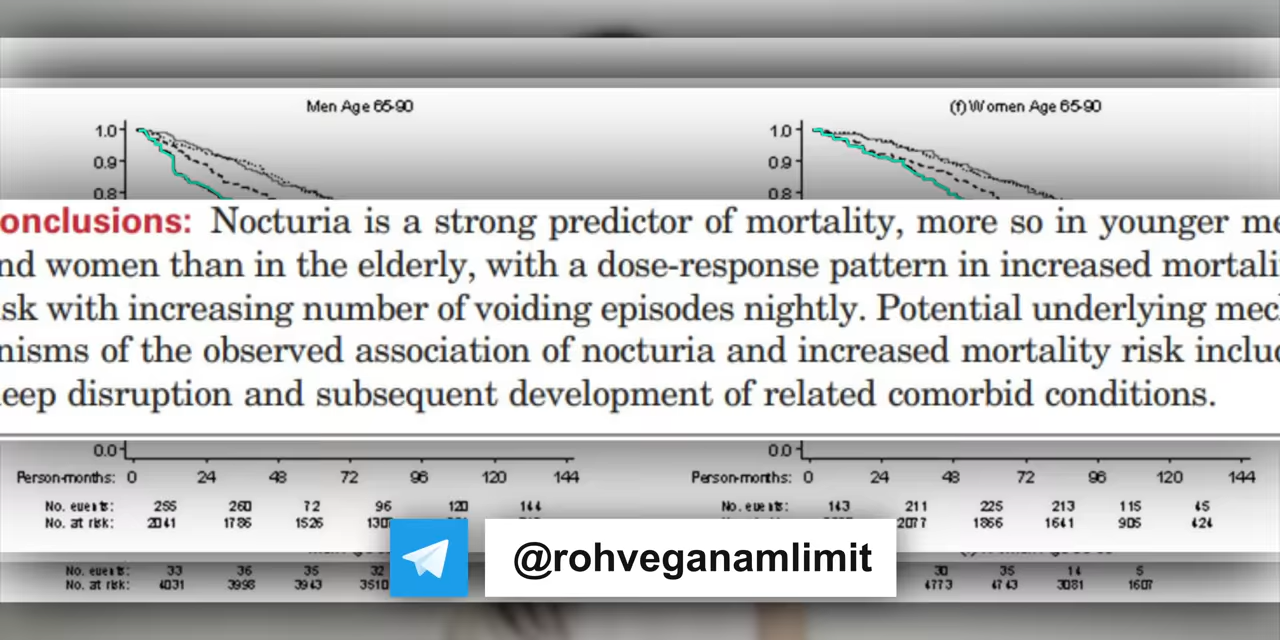 Men Age 65-90
(f) Women Age 65-90
1.0
0.9
0.8
1.0
0.9
0.8
onclusions: Nocturia is a strong predictor of mortality, more so in younger me
nd women than in the elderly, with a dose-response pattern in increased mortali
sk with increasing number of voiding episodes nightly. Potential underlying mec
nisms of the observed association of nocturia and increased mortality risk includ
eep disruption and subsequent development of related comorbid conditions.
0.0
0.0
Person-months: 0 24 48 72 96 120 144
Person-months: 0 24 48 72 96 120 144
No. events: 255 260 72 96 120 144
No. events: 143 211 225 213 115 45
No. at risk: 2041 1786 1526
2077 1866 1641 905 424
@rohveganamlimit
No. events: 33 36 35 32
30 35 14 5
No. at risk: 4031 3998 3943 3510
4773 4743 3081 1607